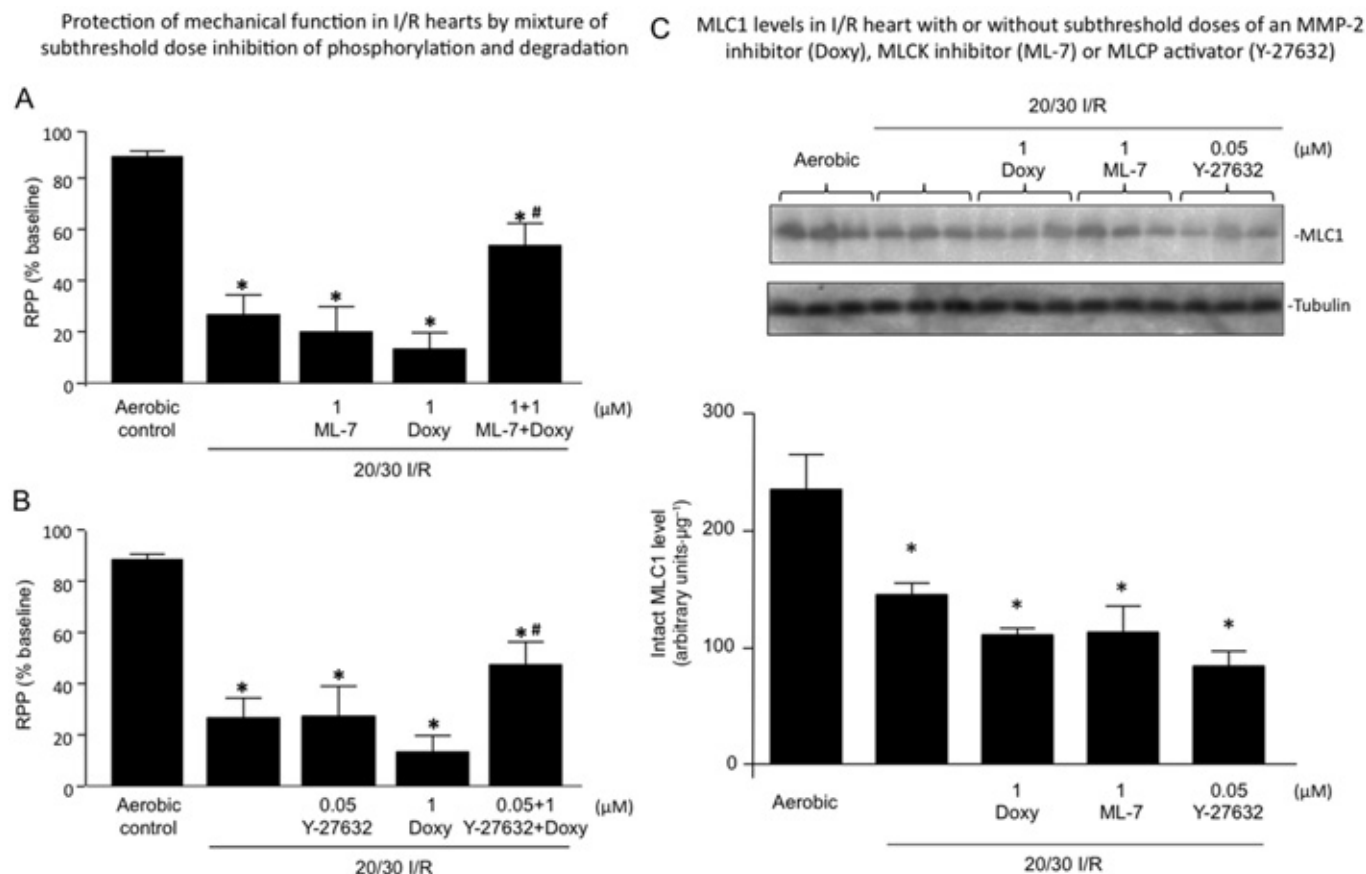 Protection of mechanical function in I/R hearts by mixture of
subthreshold dose inhibition of phosphorylation and degradation
A
100
80
60
40
20
0
RPP (% baseline)
*
*
*
*#
Aerobic
control
1
ML-7
1
Doxy
1+1
ML-7+Doxy
(μM)
20/30 I/R
B
100
80
60
40
20
0
RPP (% baseline)
*
*
*
*#
Aerobic
control
0.05
Y-27632
1
Doxy
0.05+1
Y-27632+Doxy
(μM)
20/30 I/R
C
MLC1 levels in I/R heart with or without subthreshold doses of an MMP-2
inhibitor (Doxy), MLCK inhibitor (ML-7) or MLCP activator (Y-27632)
20/30 I/R
Aerobic
1
Doxy
1
ML-7
0.05
Y-27632
(μM)
-MLC1
-Tubulin
300
200
100
0
Intact MLC1 level
(arbitrary units·μg⁻¹)
*
*
*
*
Aerobic
1
Doxy
1
ML-7
0.05
Y-27632
(μM)
20/30 I/R